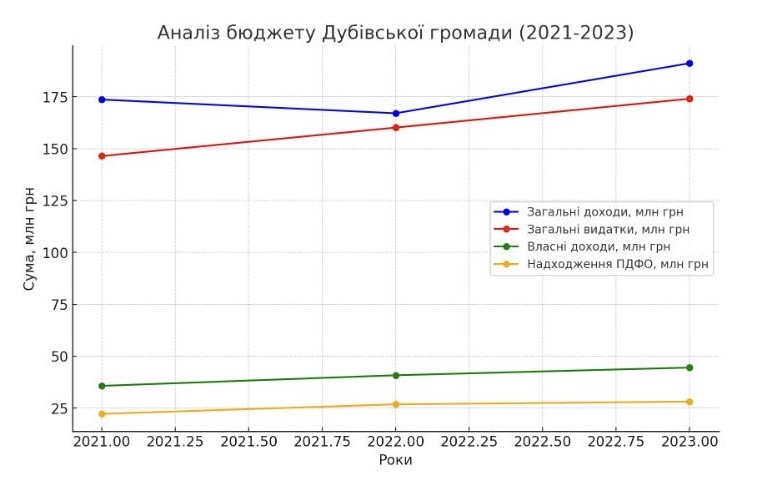 Аналіз бюджету Дубівської громади (2021-2023)
175
150
125
100
75
50
25
Сума, млн грн
Загальні доходи, млн грн
Загальні видатки, млн грн
Власні доходи, млн грн
Надходження ПДФО, млн грн
2021.00 2021.25 2021.50 2021.75 2022.00 2022.25 2022.50 2022.75 2023.00
Роки